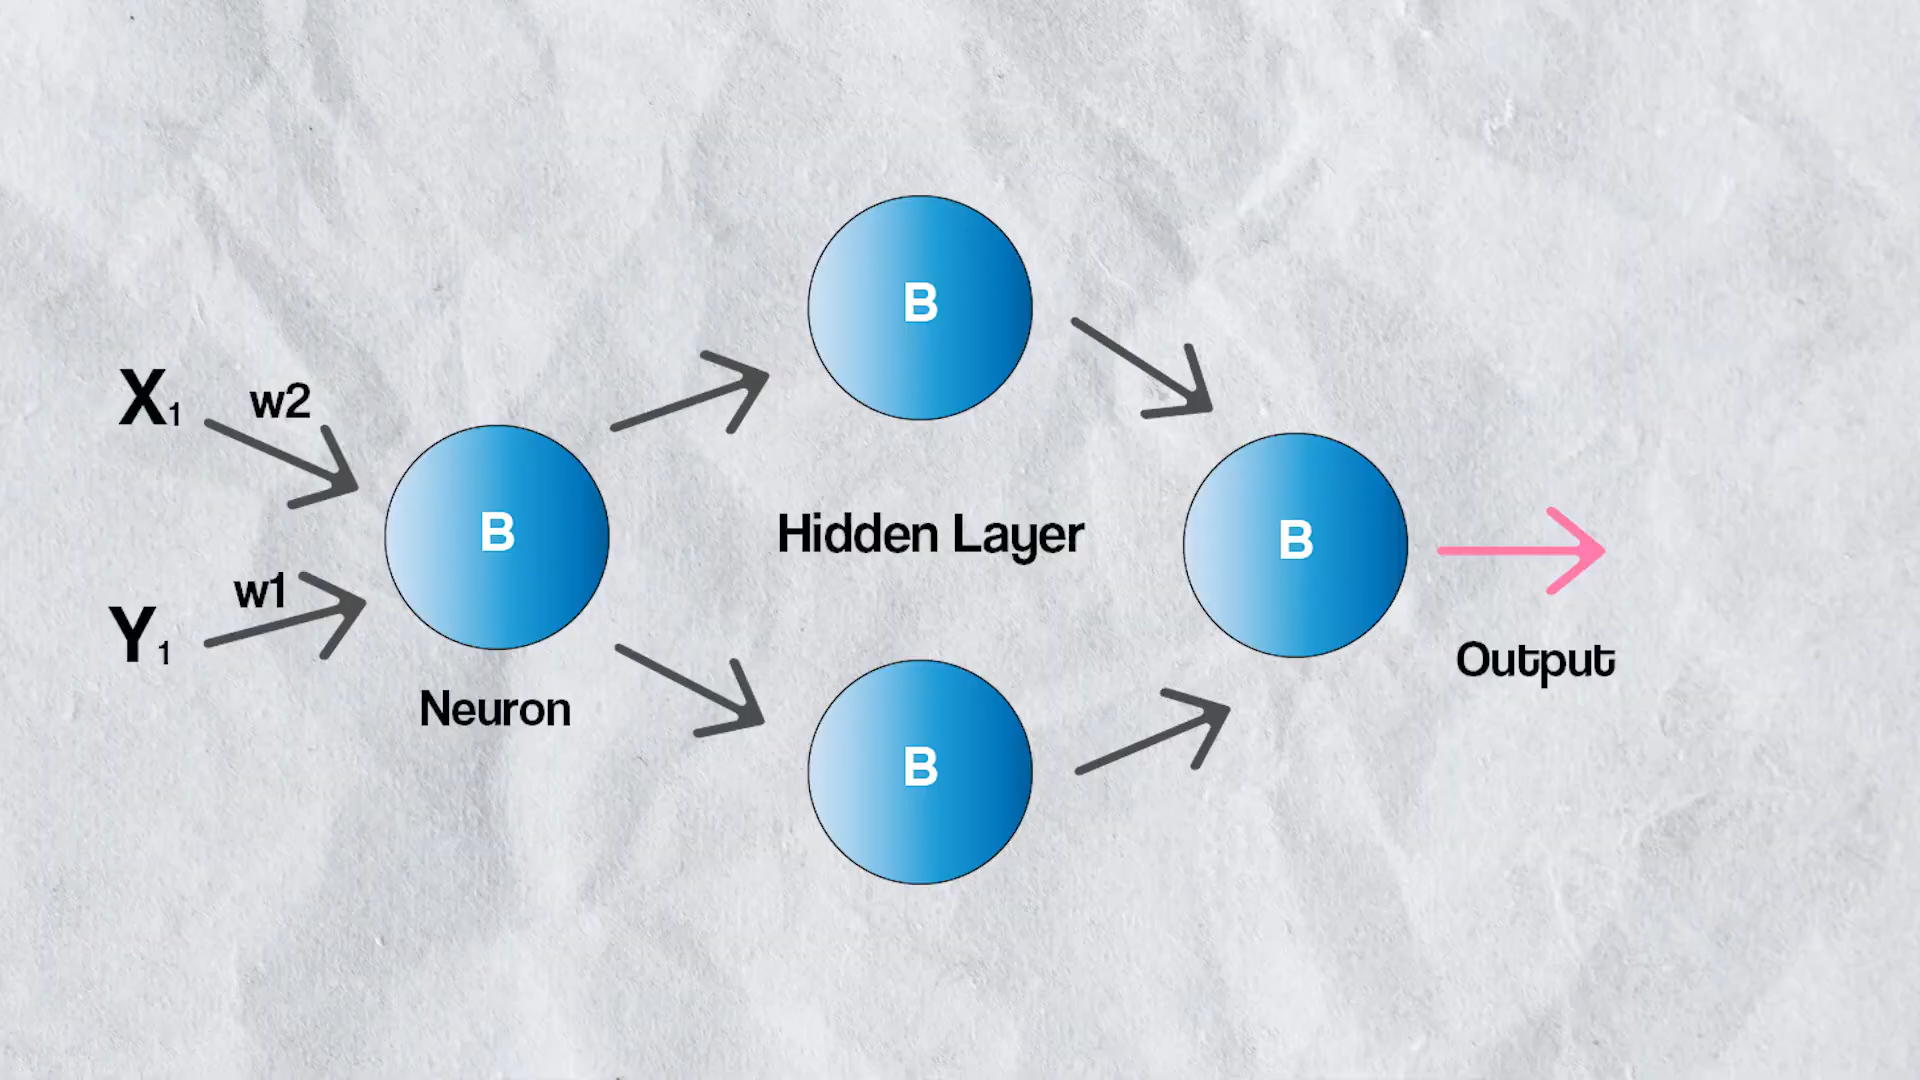 B
X₁
w2
B
Hidden Layer
B
w1
Y₁
Output
Neuron
B